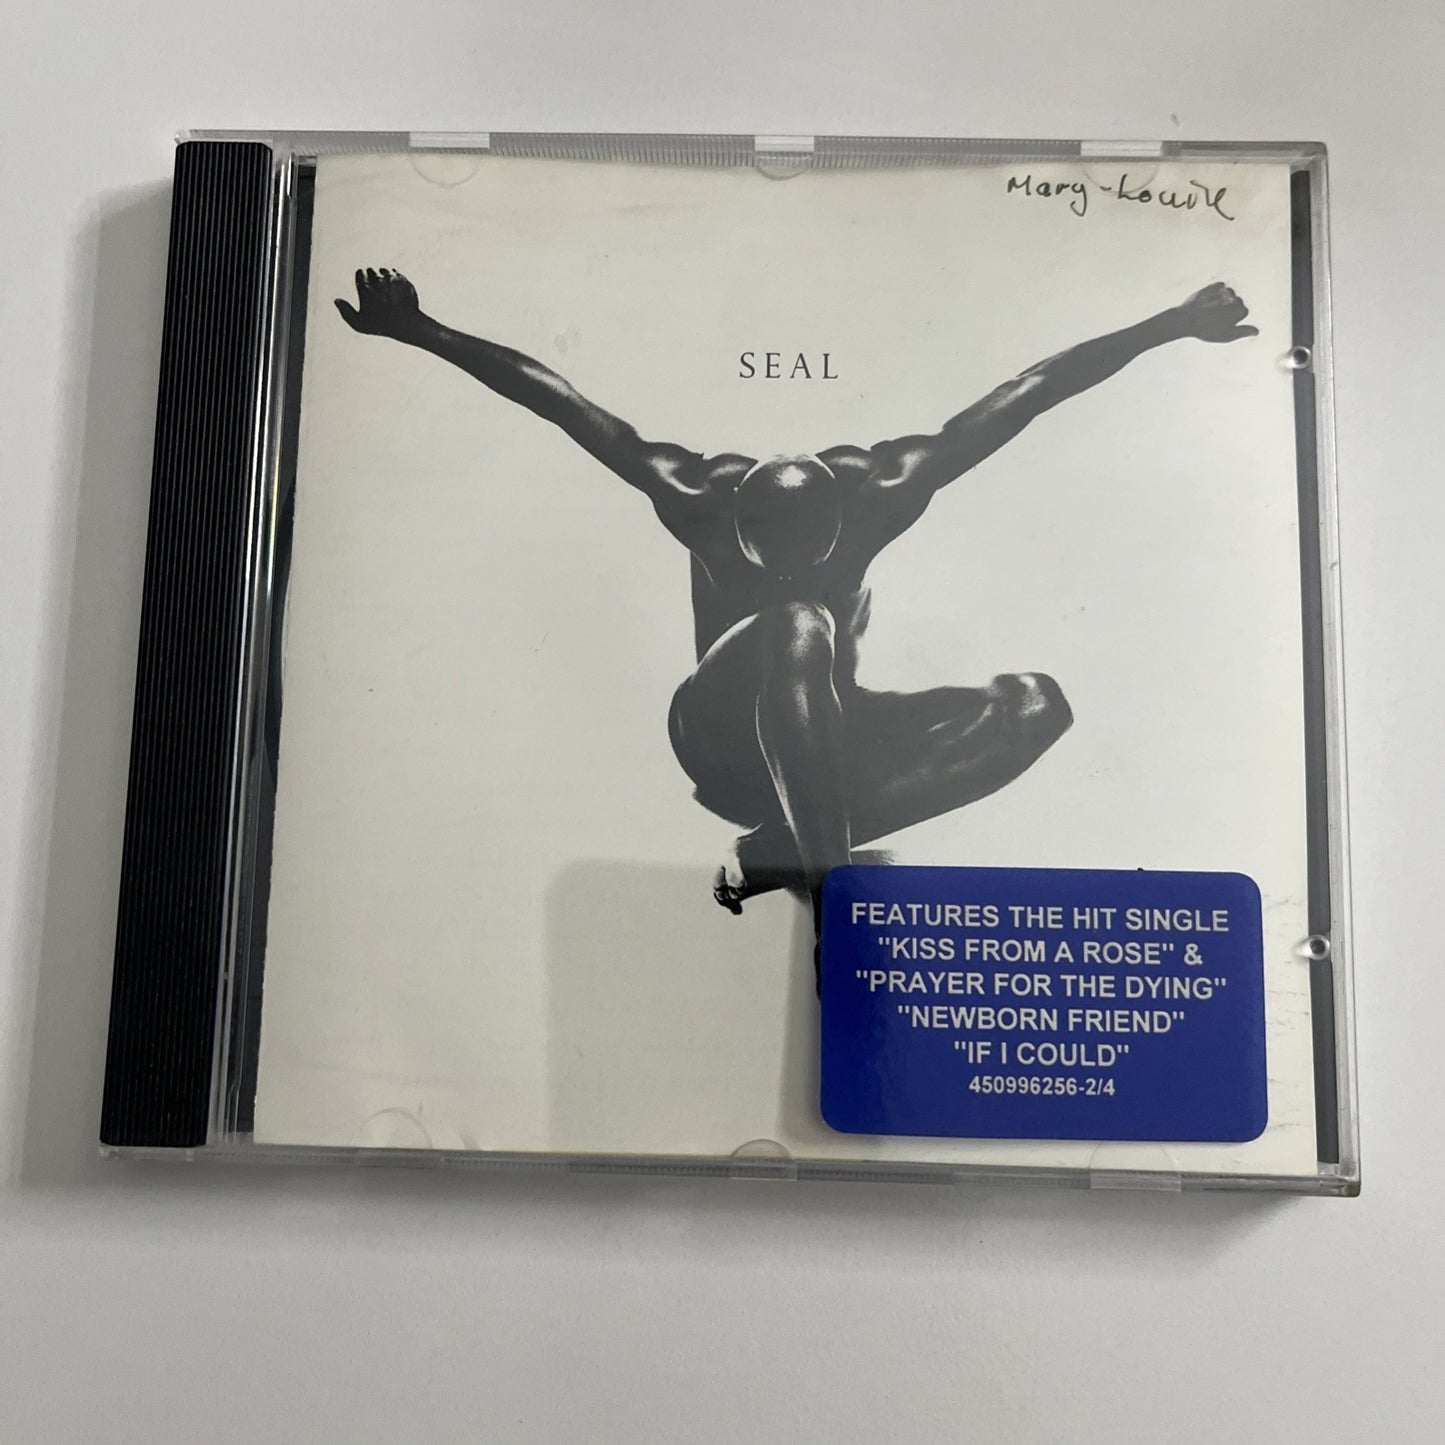 Mary-Louise
SEAL
FEATURES THE HIT SINGLE
"KISS FROM A ROSE" &
"PRAYER FOR THE DYING"
"NEWBORN FRIEND"
"IF I COULD"
450996256-2/4